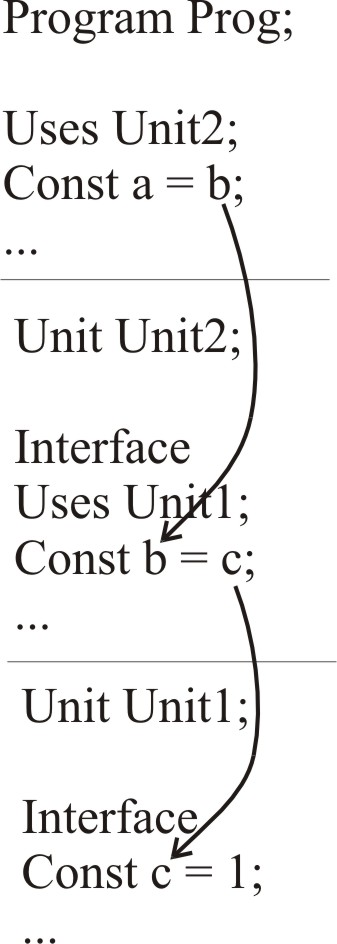 Program Prog;
Uses Unit2;
Const a = b;
...
Unit Unit2;
Interface
Uses Unit1;
Const b = c;
...
Unit Unit1;
Interface
Const c = 1;
...